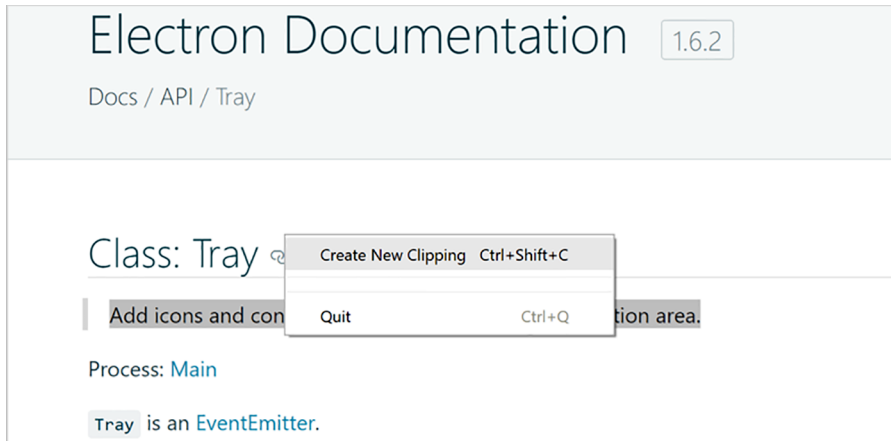 Electron Documentation 1.6.2
Docs / API / Tray
Class: Tray
Create New Clipping Ctrl+Shift+C
Add icons and con
Quit Ctrl+Q
tion area.
Process: Main
Tray is an EventEmitter.